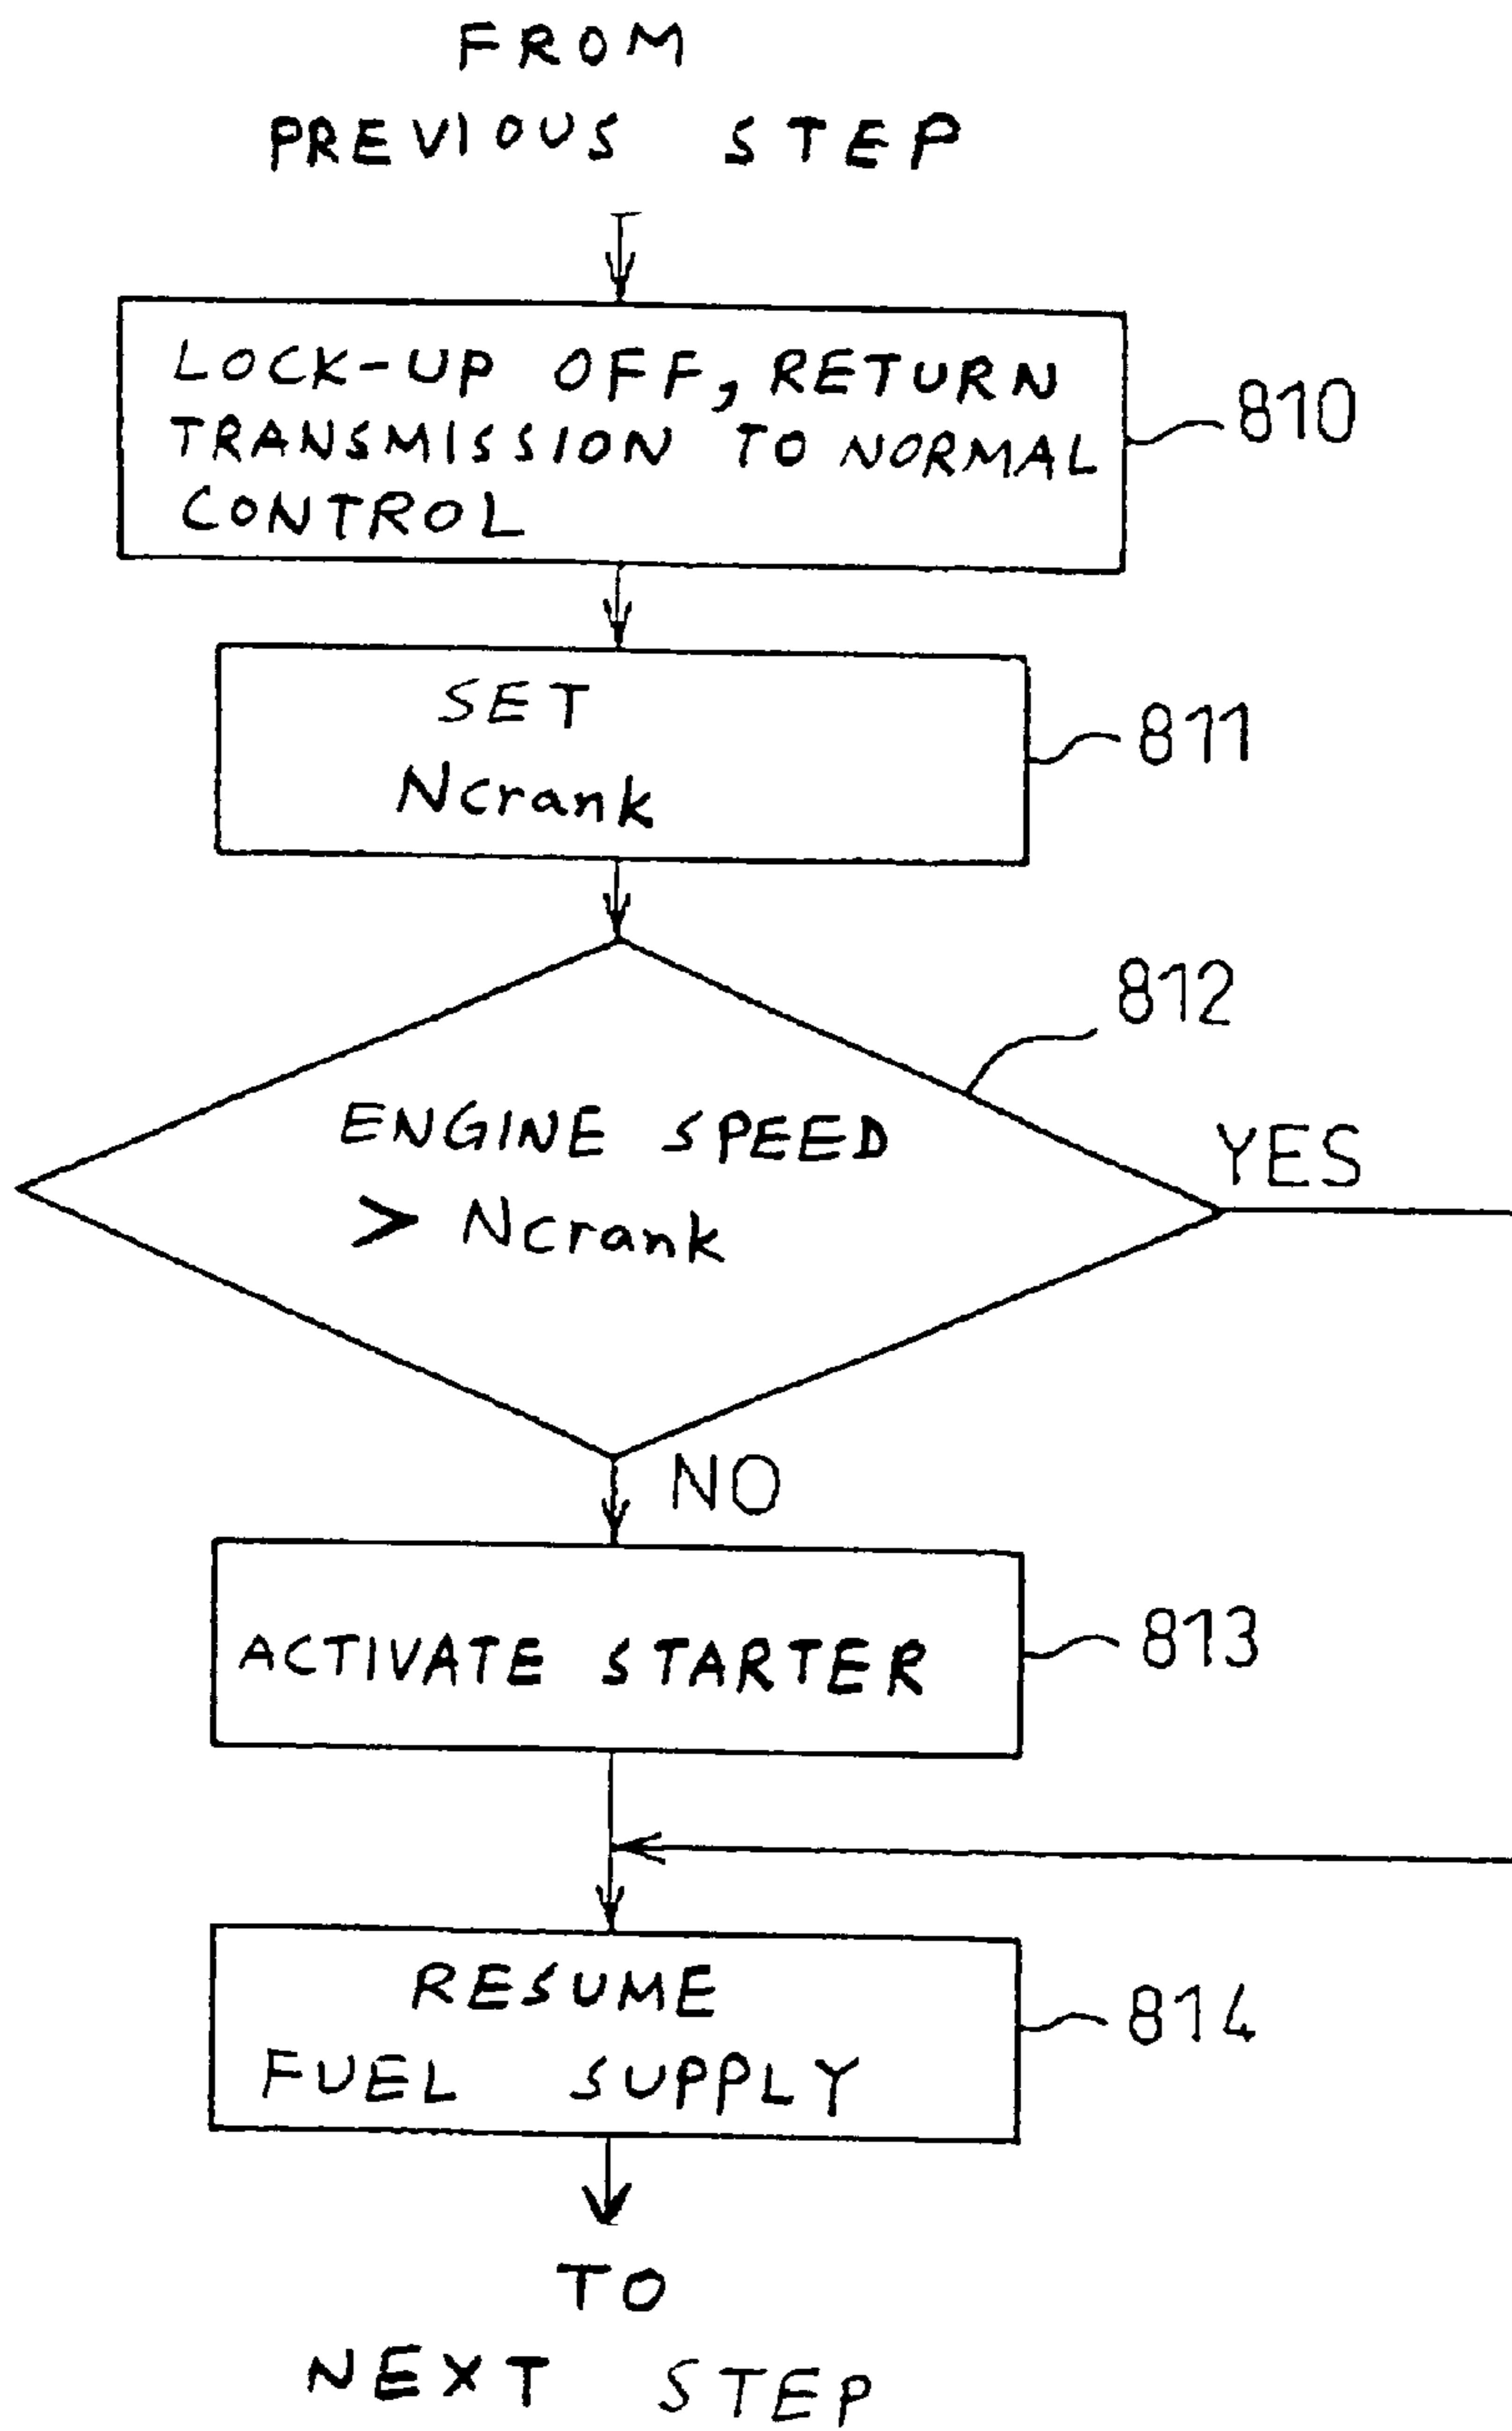 FROM
PREVIOUS STEP
LOCK-UP OFF, RETURN
TRANSMISSION TO NORMAL
CONTROL
810
SET
Ncrank
811
812
ENGINE SPEED
> Ncrank
YES
NO
ACTIVATE STARTER
813
RESUME
FUEL SUPPLY
814
TO
NEXT STEP